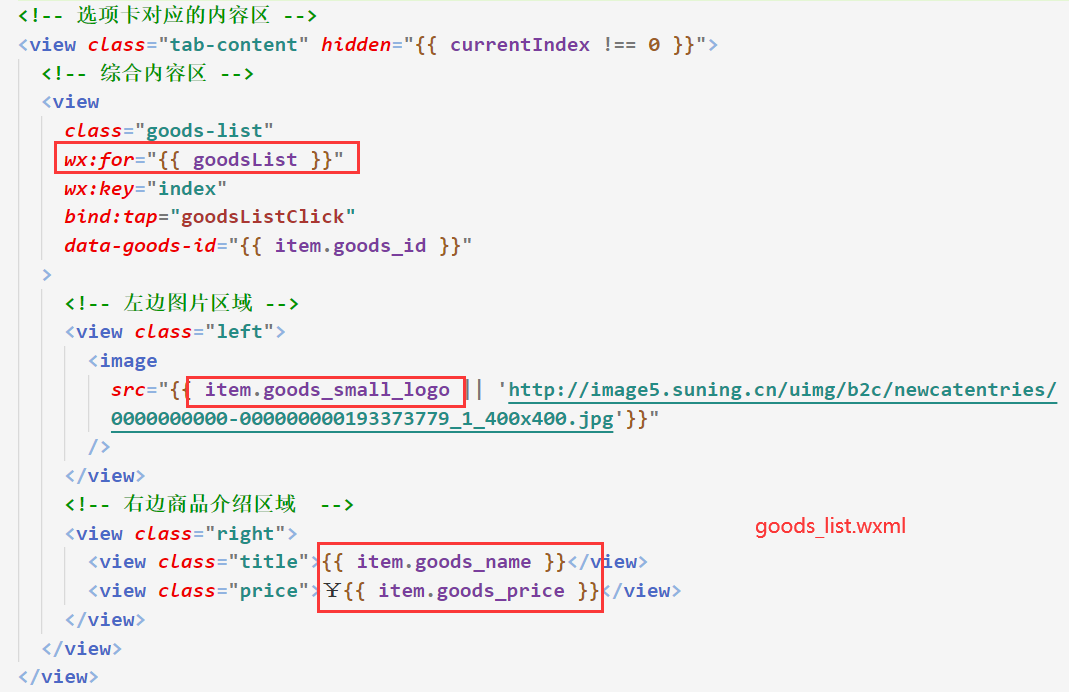 <!-- 选项卡对应的内容区 -->
<view class="tab-content" hidden="{{ currentIndex !== 0 }}">
<!-- 综合内容区 -->
<view
class="goods-list"
wx:for="{{ goodsList }}"
wx:key="index"
bind:tap="goodsListClick"
data-goods-id="{{ item.goods_id }}"
>
<!-- 左边图片区域 -->
<view class="left">
<image
src="{{ item.goods_small_logo || 'http://image5.suning.cn/uimg/b2c/newcatentries/
0000000000-000000000193373779_1_400x400.jpg'}}"
/>
</view>
<!-- 右边商品介绍区域  -->
<view class="right">
goods_list.wxml
<view class="title">{{ item.goods_name }}</view>
<view class="price">¥{{ item.goods_price }}</view>
</view>
</view>
</view>